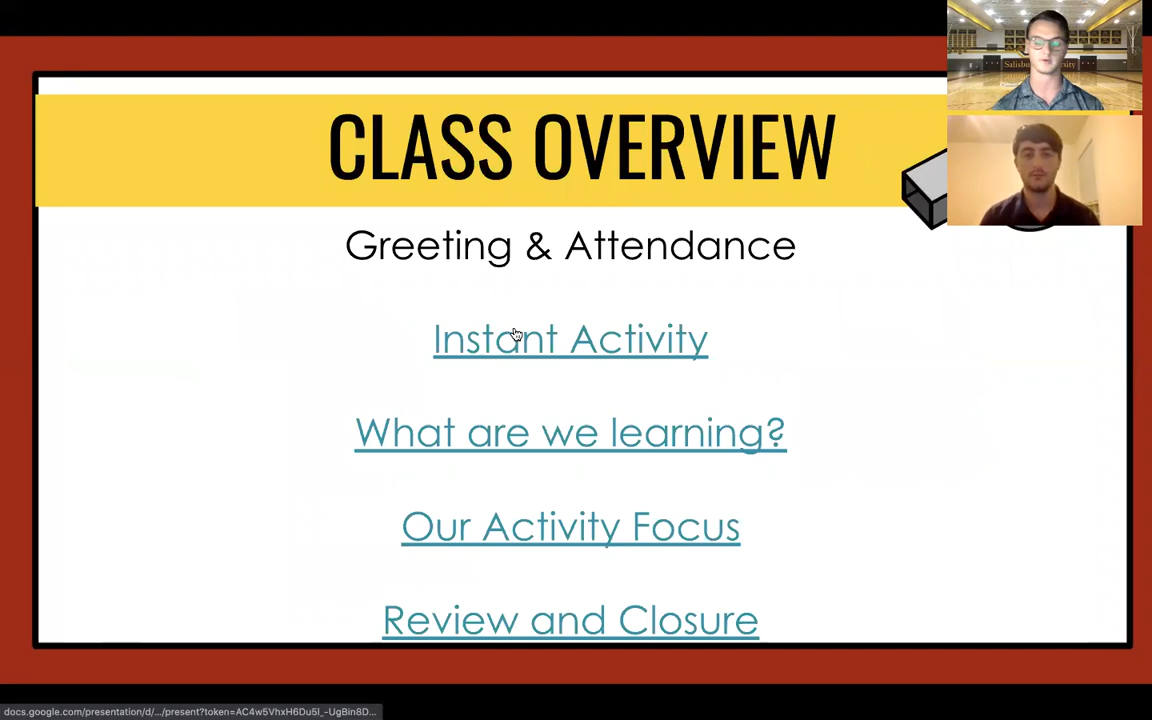 CLASS OVERVIEW
Greeting & Attendance
Instant Activity
What are we learning?
Our Activity Focus
Review and Closure